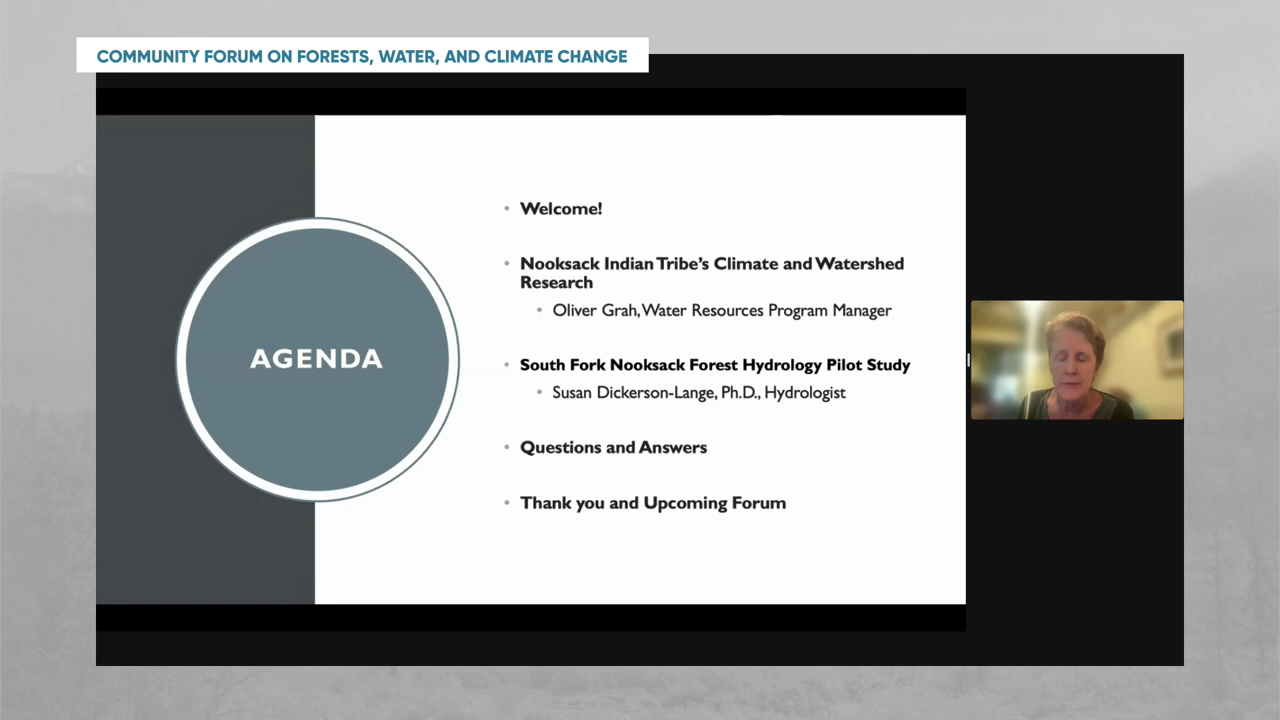 COMMUNITY FORUM ON FORESTS, WATER, AND CLIMATE CHANGE
AGENDA
• Welcome!
• Nooksack Indian Tribe's Climate and Watershed
Research
• Oliver Grah, Water Resources Program Manager
• South Fork Nooksack Forest Hydrology Pilot Study
• Susan Dickerson-Lange, Ph.D., Hydrologist
• Questions and Answers
• Thank you and Upcoming Forum